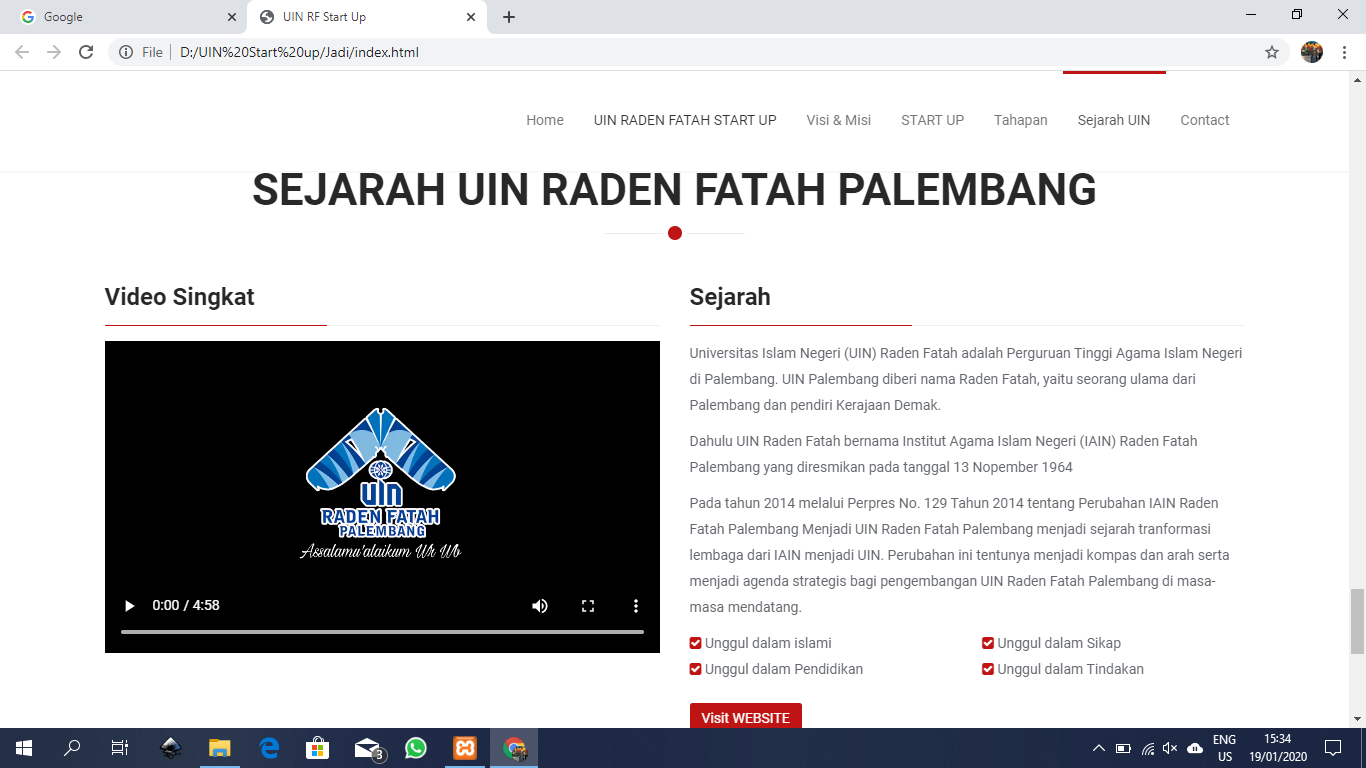 Google
UIN RF Start Up
File
D:/UIN%20Start%20up/Jadi/index.html
Home
UIN RADEN FATAH START UP
Visi & Misi
START UP
Tahapan
Sejarah UIN
Contact
SEJARAH UIN RADEN FATAH PALEMBANG
Video Singkat
uin
RADEN FATAH
PALEMBANG
Assalamu'alaikum Wr Wb
0:00 / 4:58
Sejarah
Universitas Islam Negeri (UIN) Raden Fatah adalah Perguruan Tinggi Agama Islam Negeri
di Palembang. UIN Palembang diberi nama Raden Fatah, yaitu seorang ulama dari
Palembang dan pendiri Kerajaan Demak.
Dahulu UIN Raden Fatah bernama Institut Agama Islam Negeri (IAIN) Raden Fatah
Palembang yang diresmikan pada tanggal 13 Nopember 1964
Pada tahun 2014 melalui Perpres No. 129 Tahun 2014 tentang Perubahan IAIN Raden
Fatah Palembang Menjadi UIN Raden Fatah Palembang menjadi sejarah tranformasi
lembaga dari IAIN menjadi UIN. Perubahan ini tentunya menjadi kompas dan arah serta
menjadi agenda strategis bagi pengembangan UIN Raden Fatah Palembang di masa-
masa mendatang.
Unggul dalam islami
Unggul dalam Pendidikan
Unggul dalam Sikap
Unggul dalam Tindakan
Visit WEBSITE
3
ENG
US
15:34
19/01/2020